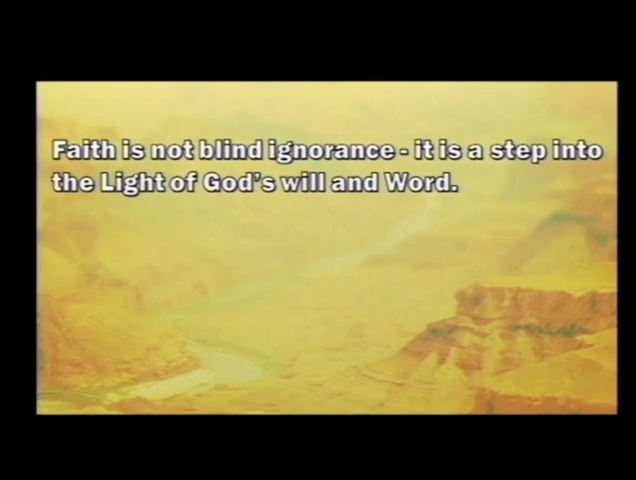 Faith is not blind ignorance - it is a step into
the Light of God's will and Word.